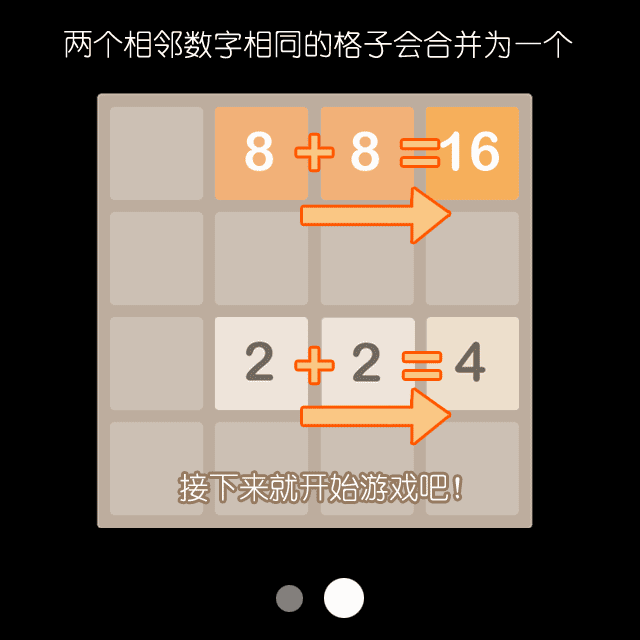 两个相邻数字相同的格子会合并为一个
8 + 8 = 16
2 + 2 = 4
接下来就开始游戏吧!